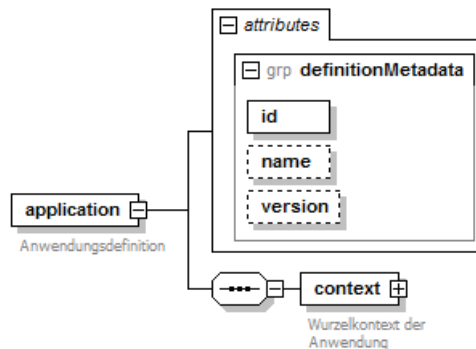 attributes
grp definitionMetadata
id
name
version
application
Anwendungsdefinition
context
Wurzelkontext der
Anwendung